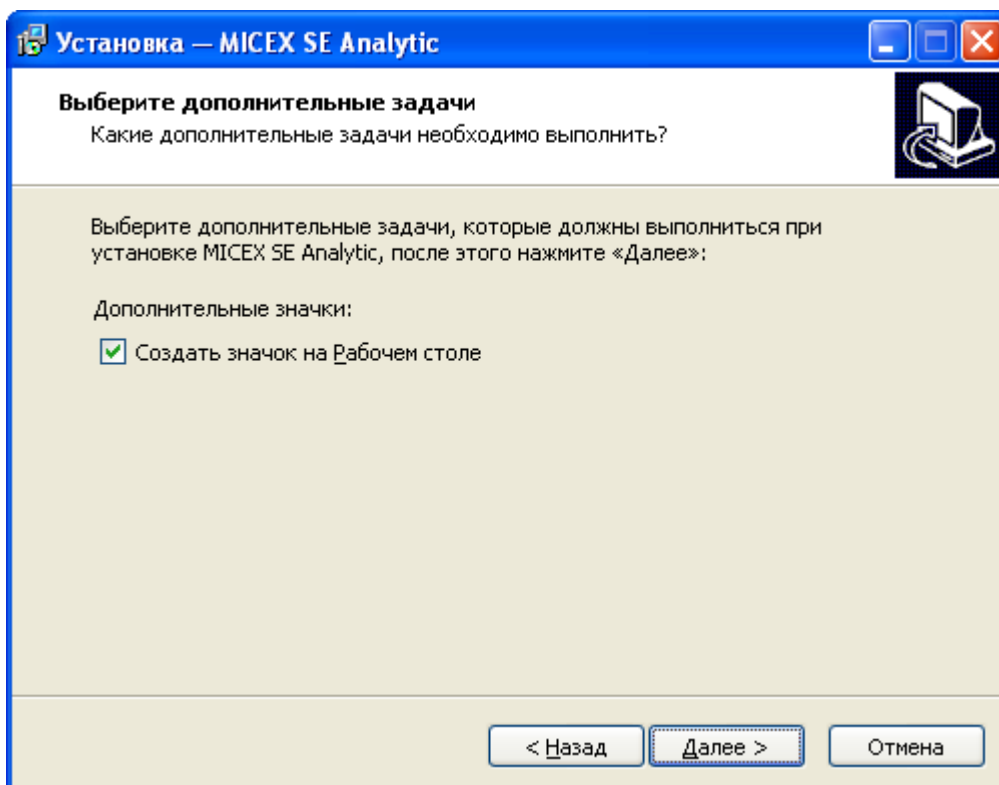 Установка — MICEX SE Analytic
Выберите дополнительные задачи
Какие дополнительные задачи необходимо выполнить?
Выберите дополнительные задачи, которые должны выполниться при
установке MICEX SE Analytic, после этого нажмите «Далее»:
Дополнительные значки:
Создать значок на Рабочем столе
< Назад
Далее >
Отмена